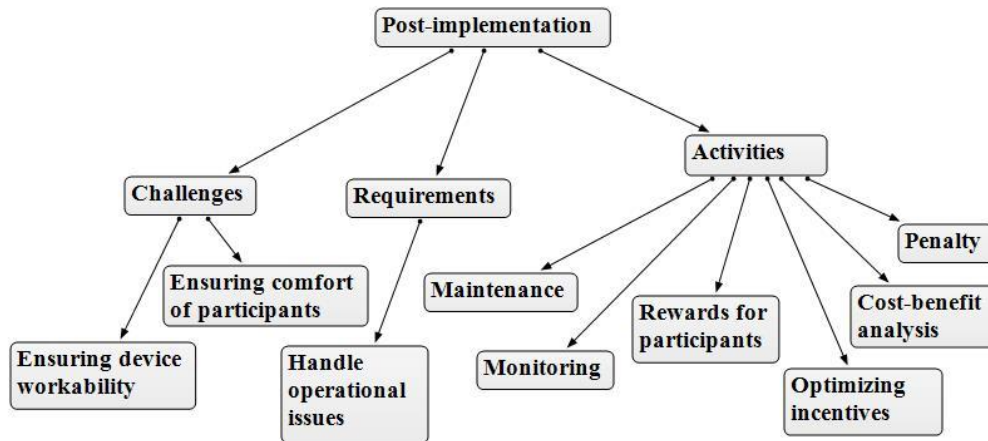 Post-implementation
Activities
Challenges
Requirements
Penalty
Ensuring comfort
of participants
Maintenance
Rewards for
participants
Cost-benefit
analysis
Ensuring device
workability
Handle
operational
issues
Monitoring
Optimizing
incentives